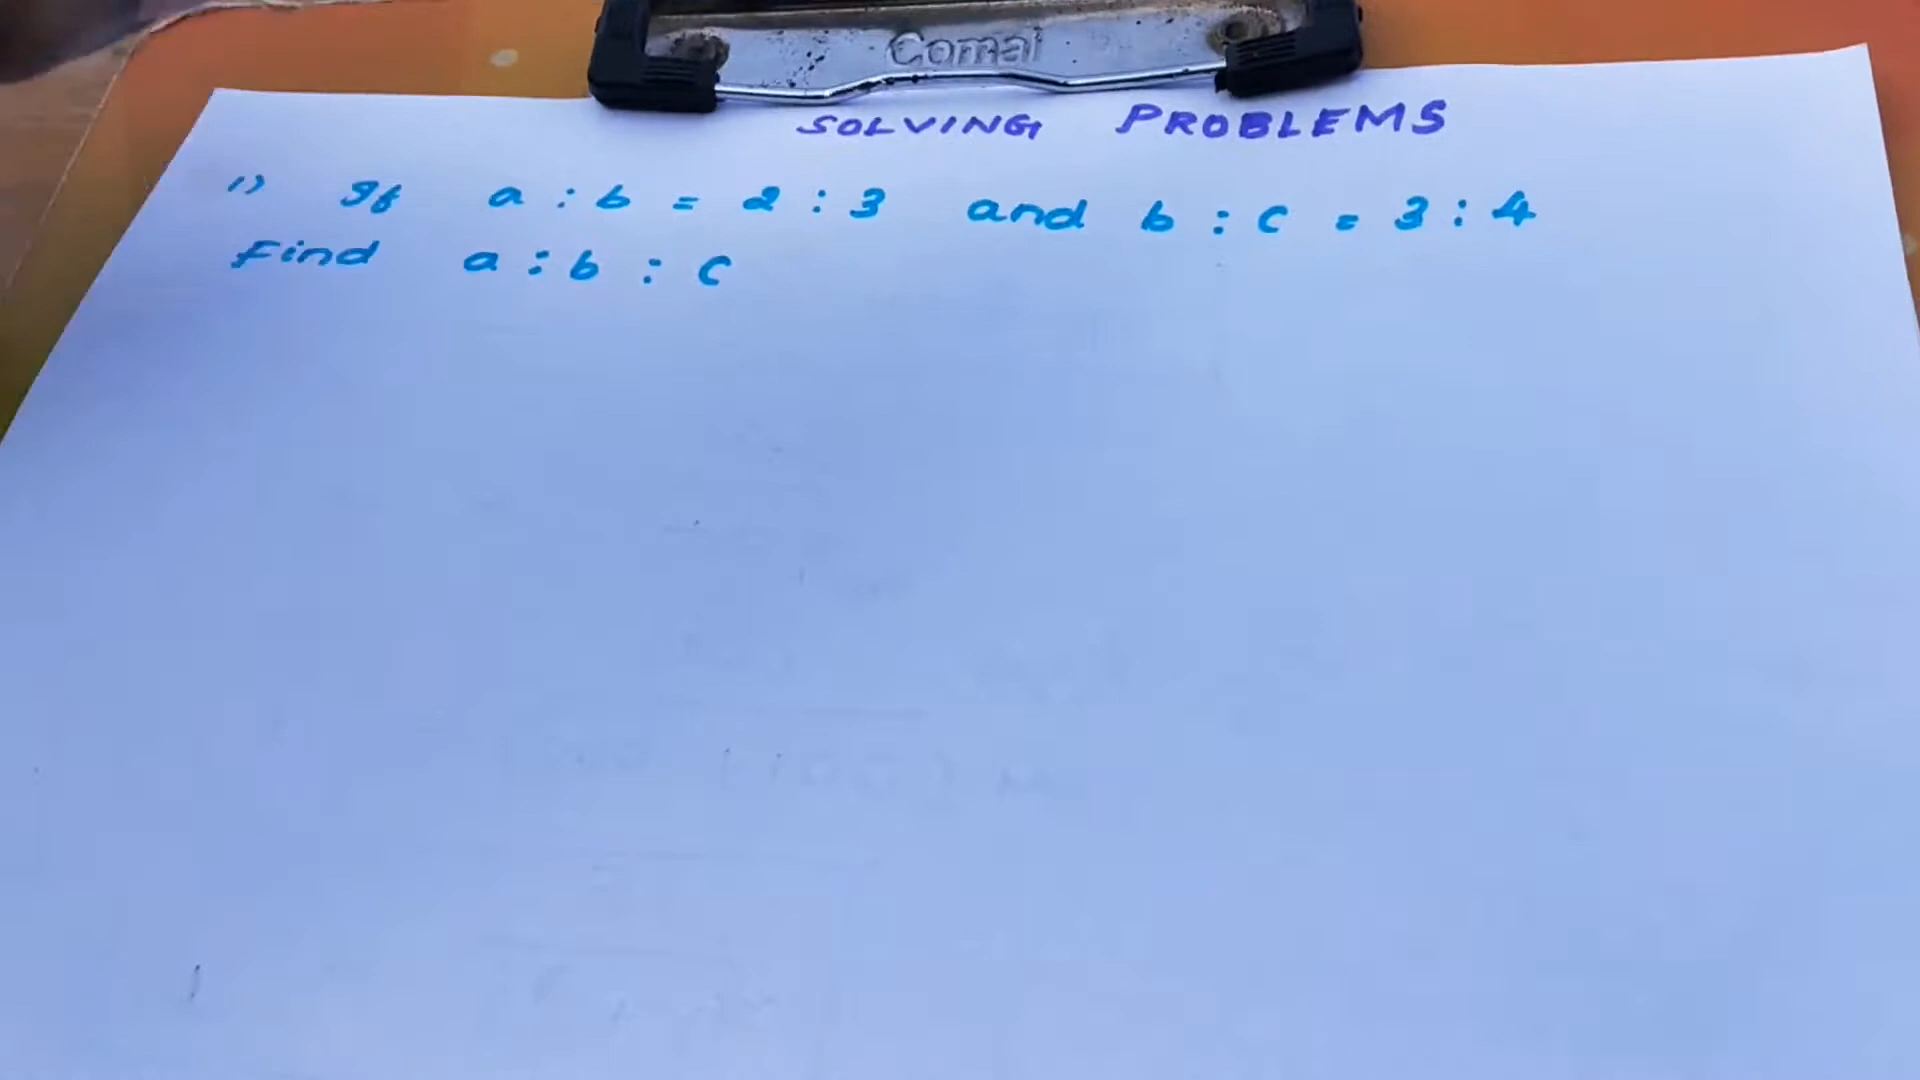 Comal
SOLVING PROBLEMS
1) If a : b = 2 : 3 and b : c = 3 : 4
Find a : b : c